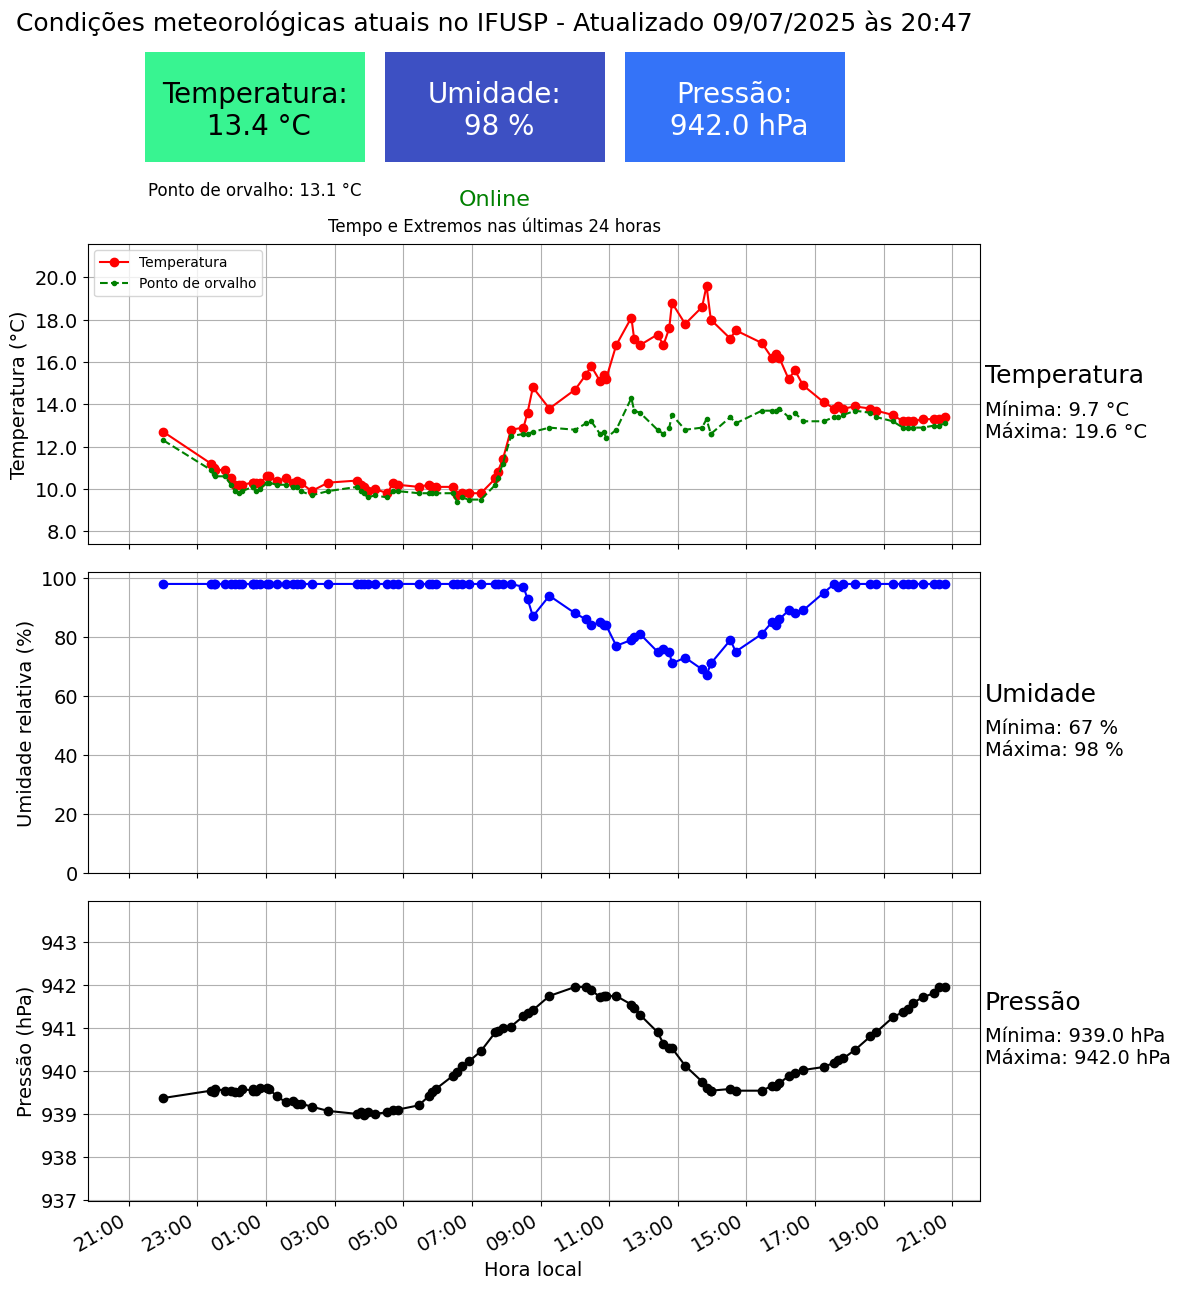 Condições meteorológicas atuais no IFUSP - Atualizado 09/07/2025 às 20:47
Temperatura:
13.4 °C
Umidade:
98 %
Pressão:
942.0 hPa
Ponto de orvalho: 13.1 °C
Online
Tempo e Extremos nas últimas 24 horas
Temperatura
Ponto de orvalho
Temperatura (°C)
20.0
18.0
16.0
14.0
12.0
10.0
8.0
Temperatura
Mínima: 9.7 °C
Máxima: 19.6 °C
Umidade relativa (%)
100
80
60
40
20
0
Umidade
Mínima: 67 %
Máxima: 98 %
Pressão (hPa)
943
942
941
940
939
938
937
Pressão
Mínima: 939.0 hPa
Máxima: 942.0 hPa
21:00 23:00 01:00 03:00 05:00 07:00 09:00 11:00 13:00 15:00 17:00 19:00 21:00
Hora local